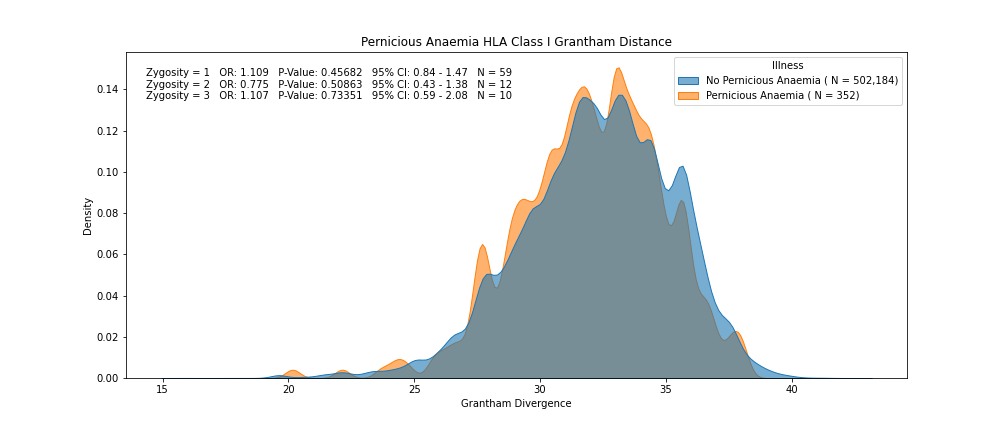 Pernicious Anaemia HLA Class I Grantham Distance
Zygosity = 1 OR: 1.109 P-Value: 0.45682 95% CI: 0.84 - 1.47 N = 59
Zygosity = 2 OR: 0.775 P-Value: 0.50863 95% CI: 0.43 - 1.38 N = 12
Zygosity = 3 OR: 1.107 P-Value: 0.73351 95% CI: 0.59 - 2.08 N = 10
Illness
No Pernicious Anaemia ( N = 502,184)
Pernicious Anaemia ( N = 352)
Density
0.14
0.12
0.10
0.08
0.06
0.04
0.02
0.00
15 20 25 30 35 40
Grantham Divergence